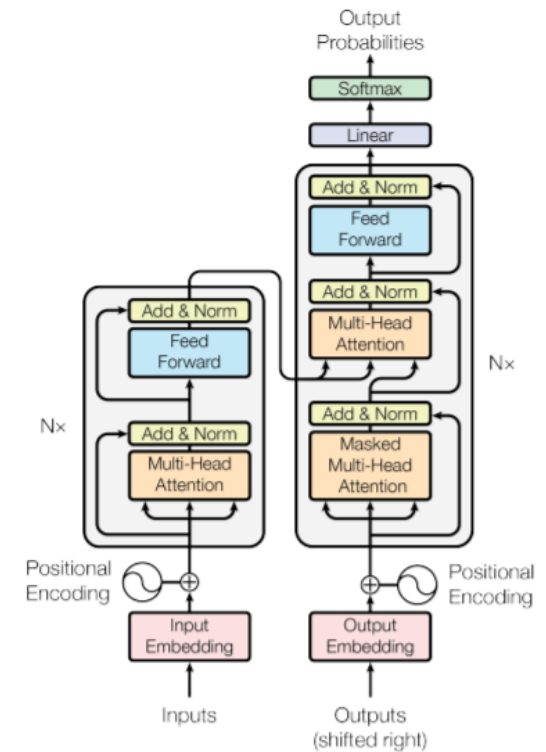 Output
Probabilities
Softmax
Linear
Add & Norm
Feed
Forward
Add & Norm
Multi-Head
Attention
Nx
Add & Norm
Masked
Multi-Head
Attention
Add & Norm
Feed
Forward
Nx
Add & Norm
Multi-Head
Attention
Positional
Encoding
Positional
Encoding
Input
Embedding
Output
Embedding
Inputs
Outputs
(shifted right)